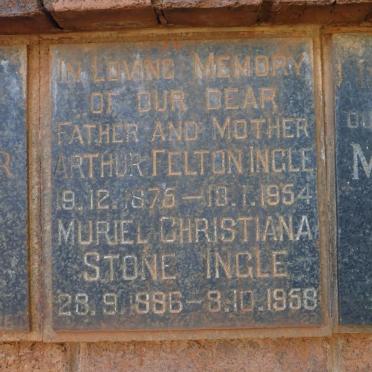 IN LOVING MEMORY
OF OUR DEAR
FATHER AND MOTHER
ARTHUR FELTON INGLE
19.12.1875 — 18.1.1954
MURIEL CHRISTIANA
STONE INGLE
28.9.1886 — 8.10.1958